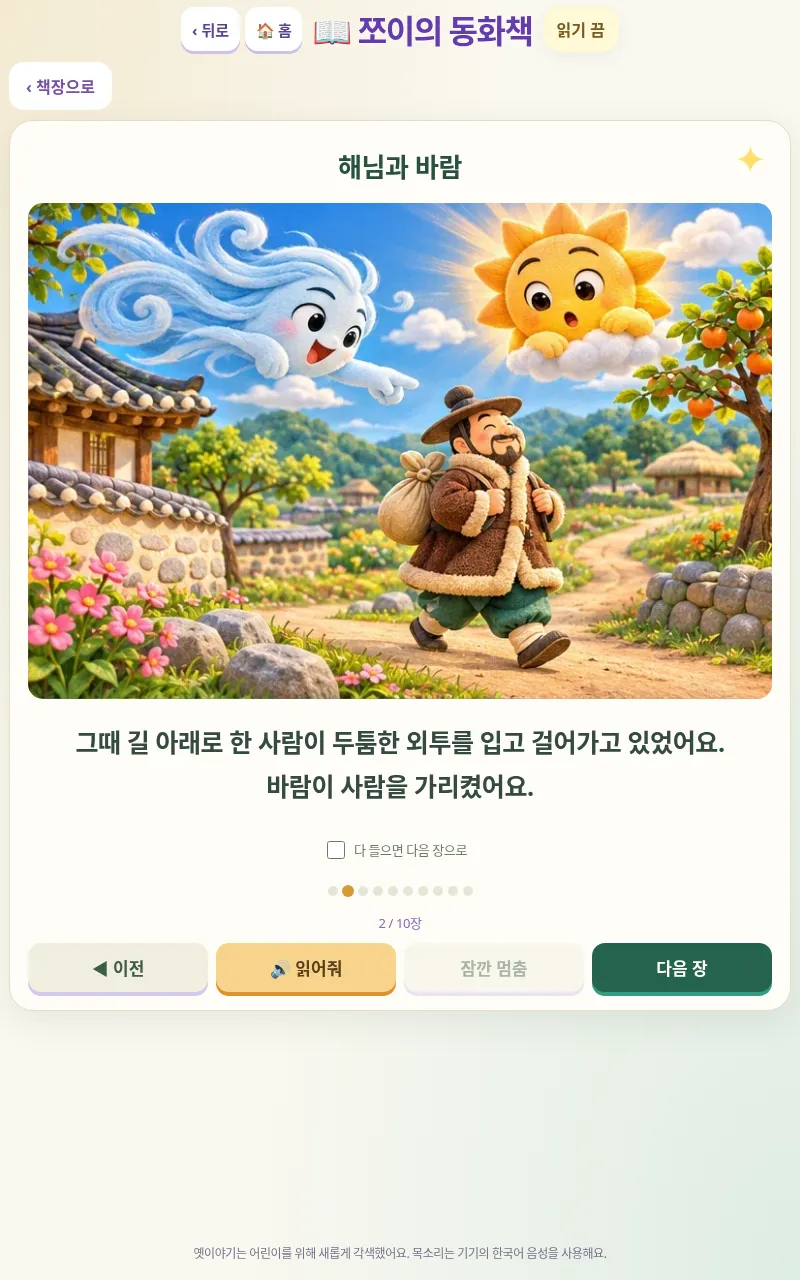 ‹ 뒤로
🏠 홈
📖 쪼이의 동화책
읽기 끔
‹ 책장으로
해님과 바람
그때 길 아래로 한 사람이 두툼한 외투를 입고 걸어가고 있었어요.
바람이 사람을 가리켰어요.
다 들으면 다음 장으로
2 / 10장
◀ 이전
🔊 읽어줘
잠깐 멈춤
다음 장
옛이야기는 어린이를 위해 새롭게 각색했어요. 목소리는 기기의 한국어 음성을 사용해요.